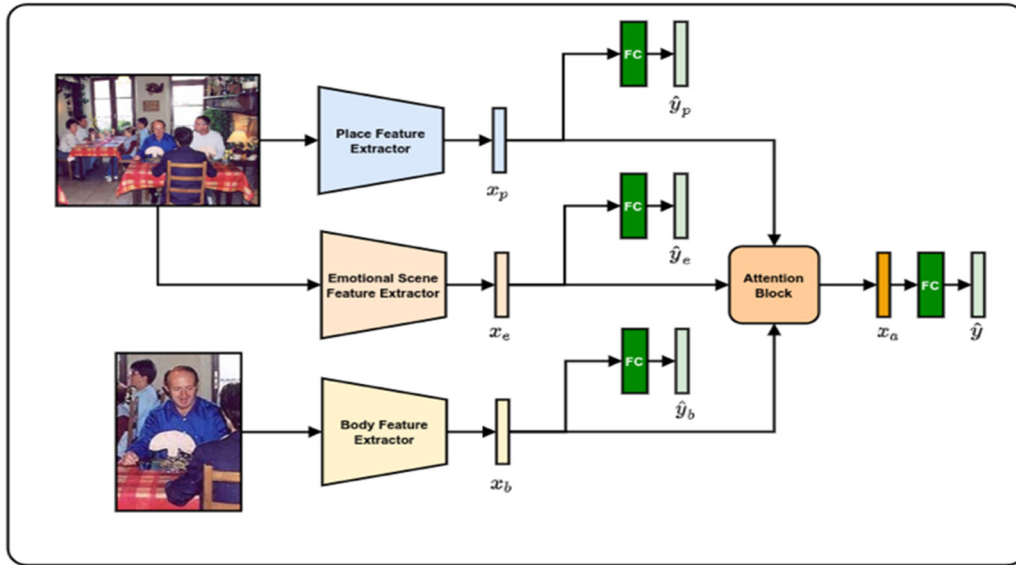 FC
ŷ_p
Place Feature
Extractor
x_p
FC
ŷ_e
Emotional Scene
Feature Extractor
x_e
Attention
Block
x_a
FC
ŷ
FC
ŷ_b
Body Feature
Extractor
x_b